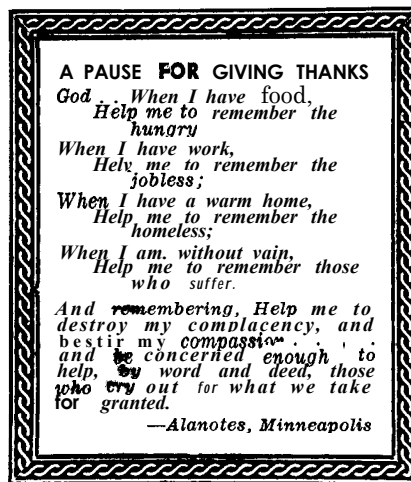 A PAUSE FOR GIVING THANKS
God . . When I have food,
Help me to remember the
hungry
When I have work,
Help me to remember the
jobless;
When I have a warm home,
Help me to remember the
homeless;
When I am. without vain,
Help me to remember those
who suffer.
And remembering, Help me to
destroy my complacency, and
bestir my compassion . . . .
and be concerned enough to
help, by word and deed, those
who cry out for what we take
for granted.
—Alanotes, Minneapolis